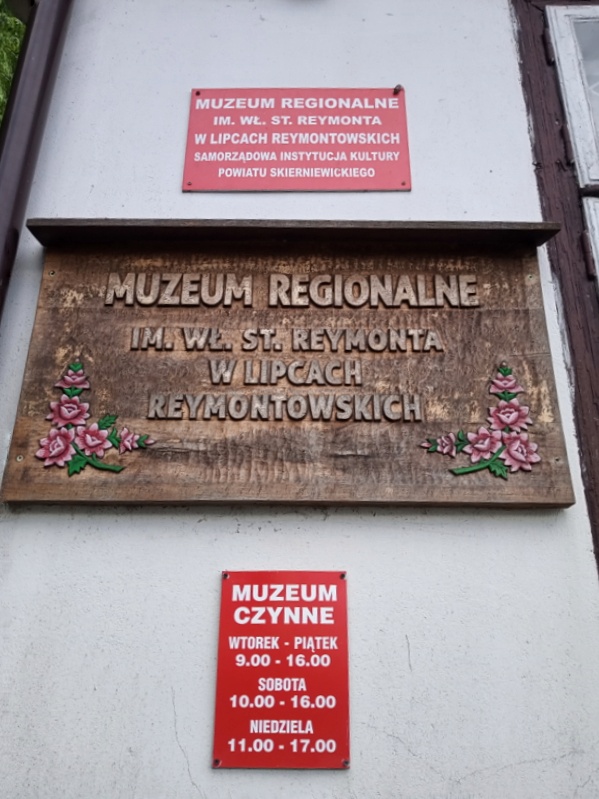 MUZEUM REGIONALNE
IM. WŁ. ST. REYMONTA
W LIPCACH REYMONTOWSKICH
SAMORZĄDOWA INSTYTUCJA KULTURY
POWIATU SKIERNIEWICKIEGO
MUZEUM REGIONALNE
IM. WŁ. ST. REYMONTA
W LIPCACH
REYMONTOWSKICH
MUZEUM
CZYNNE
WTOREK - PIĄTEK
9.00 - 16.00
SOBOTA
10.00 - 16.00
NIEDZIELA
11.00 - 17.00